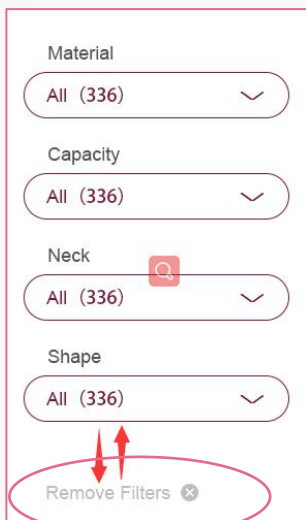 Material
All (336)
Capacity
All (336)
Neck
All (336)
Shape
All (336)
Remove Filters